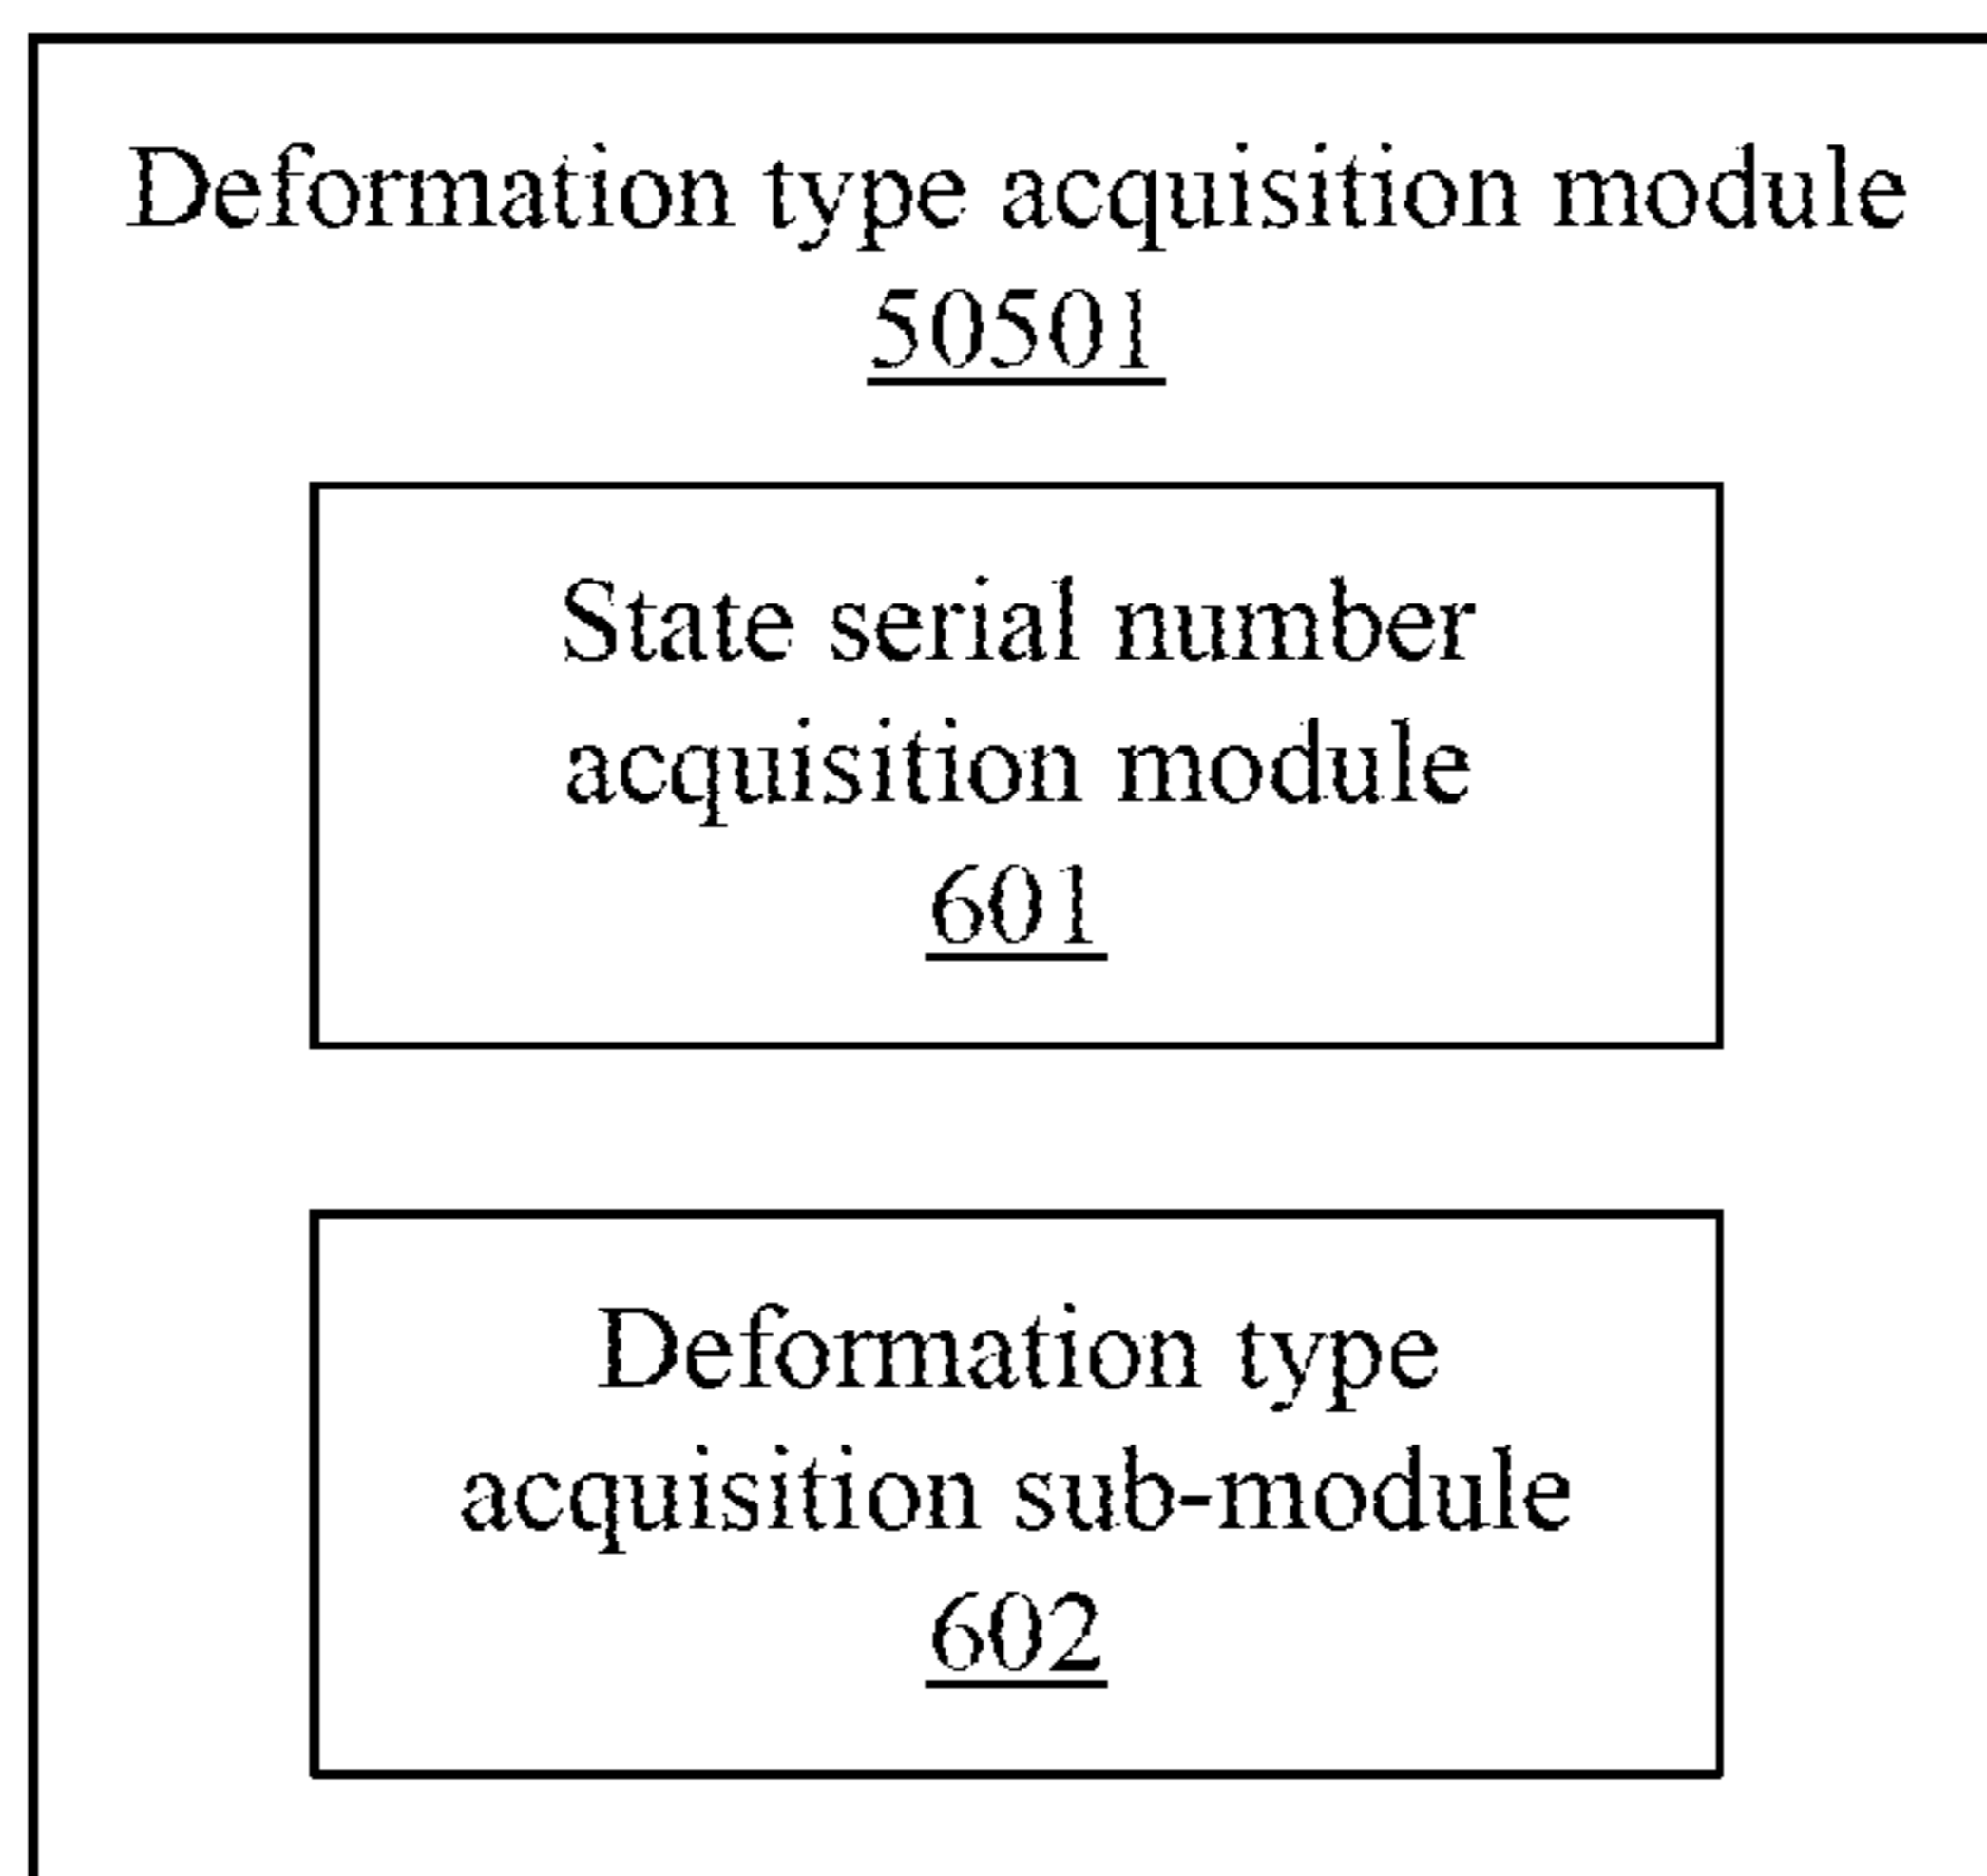 Deformation type acquisition module
50501
State serial number
acquisition module
601
Deformation type
acquisition sub-module
602